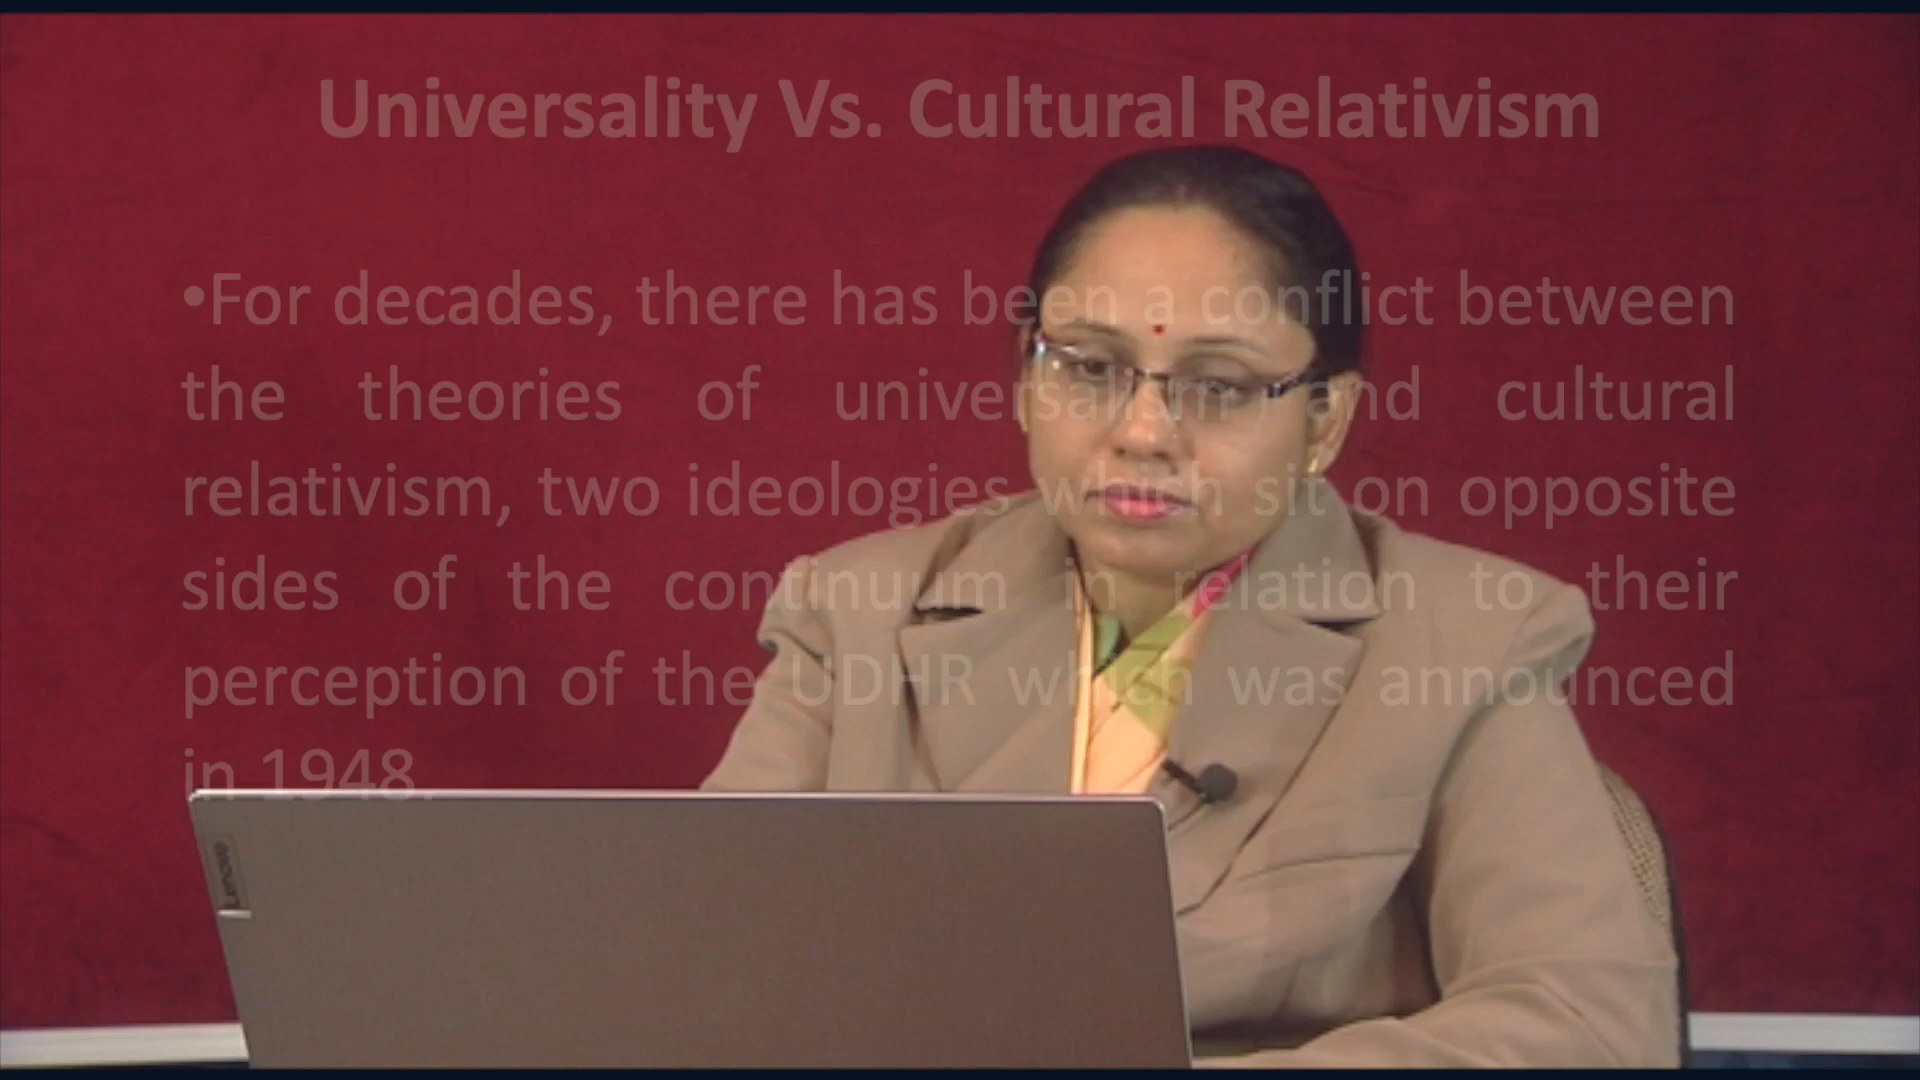 Universality Vs. Cultural Relativism
•For decades, there has been a conflict between
the theories of universalism and cultural
relativism, two ideologies which sit on opposite
sides of the continuum in relation to their
perception of the UDHR which was announced
in 1948.
Lenovo